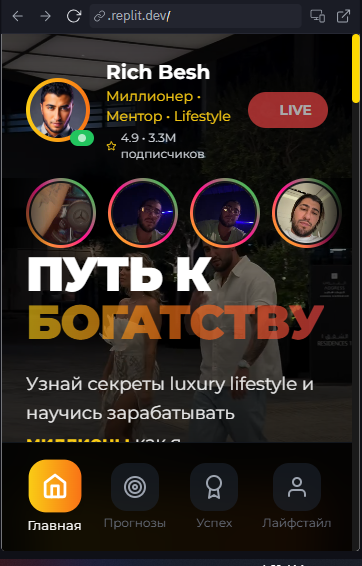 .replit.dev/
Rich Besh
Миллионер •
Ментор • Lifestyle
4.9 • 3.3M
подписчиков
LIVE
ПУТЬ К
БОГАТСТВУ
Узнай секреты luxury lifestyle и
научись зарабатывать
миллионы как я
Главная
Прогнозы
Успех
Лайфстайл